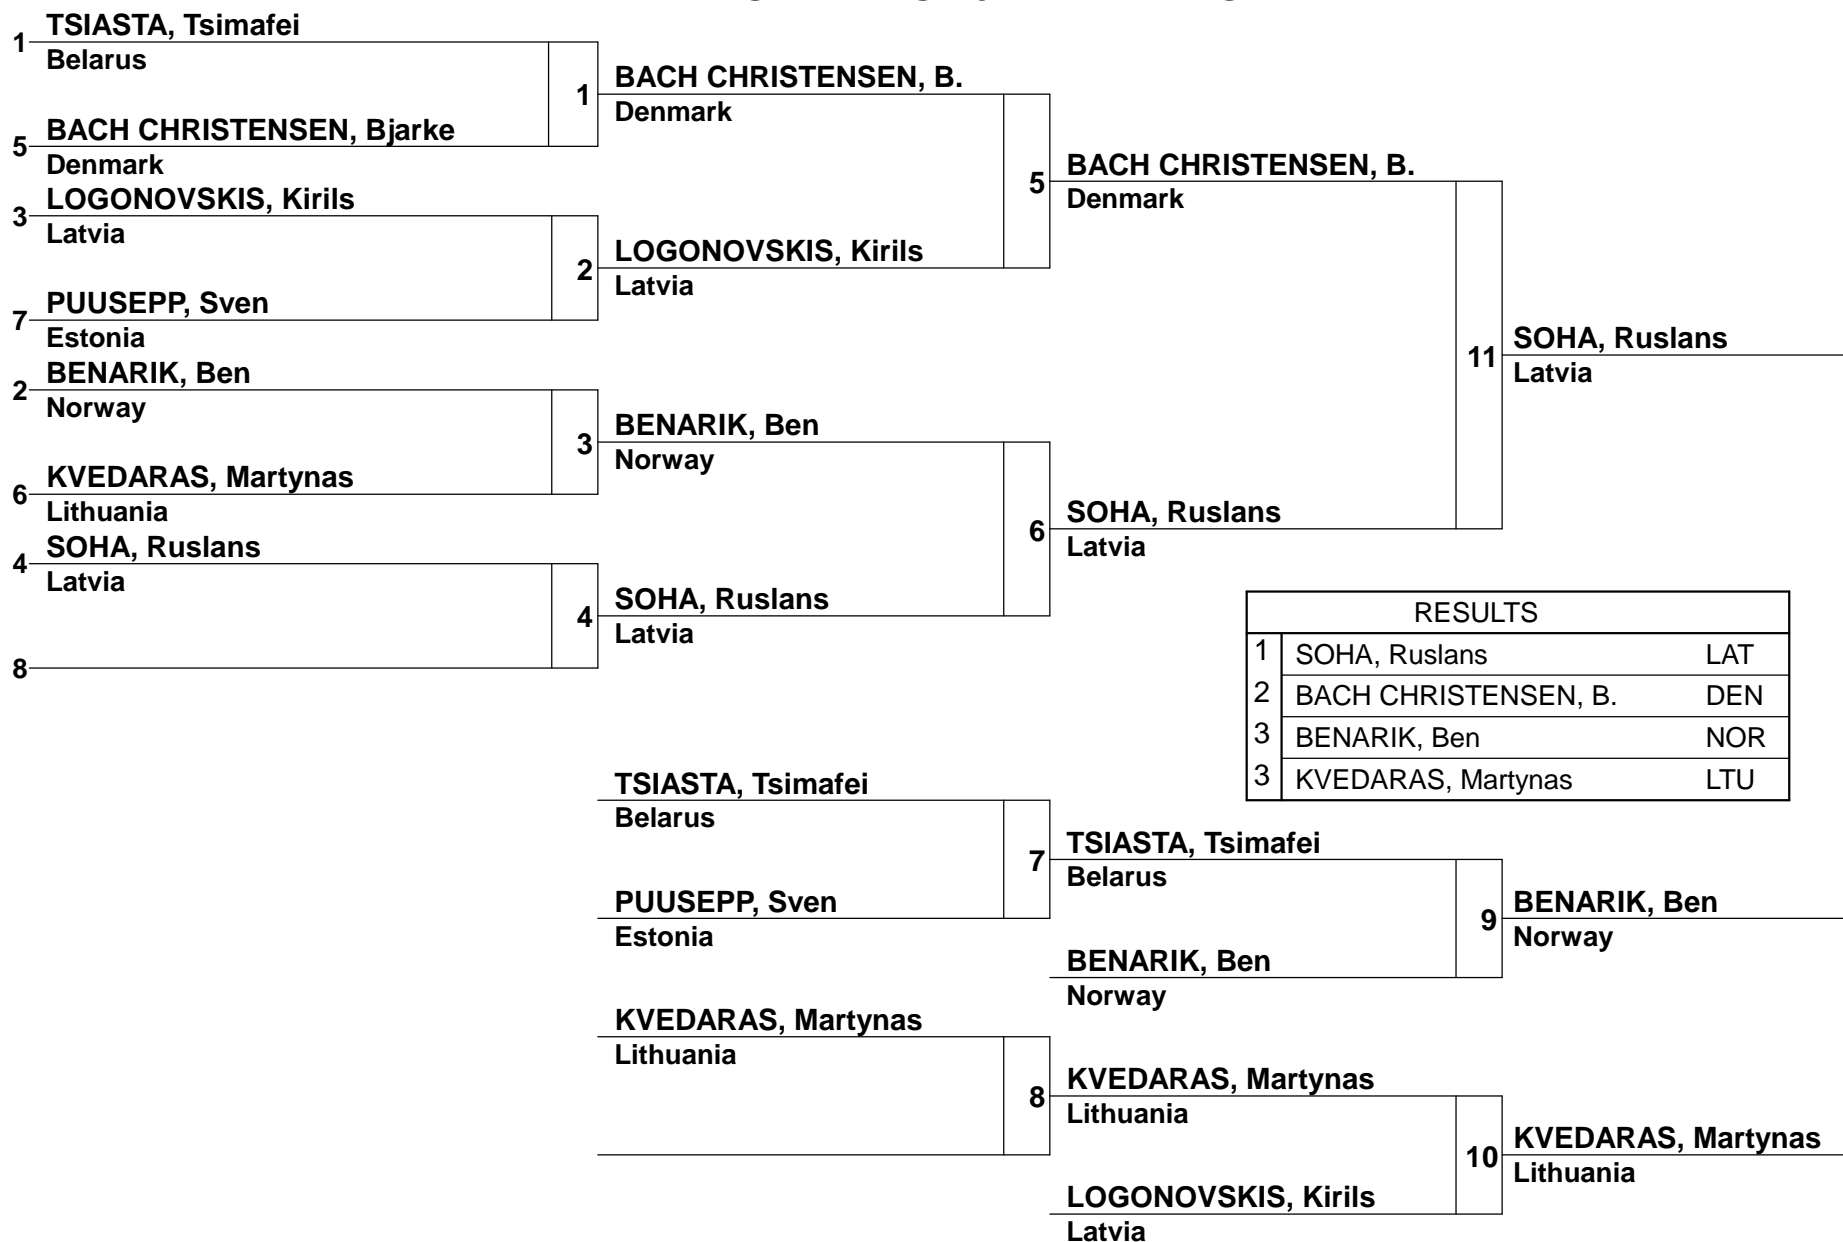 TSIASTA, Tsimafei
1
Belarus
BACH CHRISTENSEN, Bjarke
5
Denmark
LOGONOVSKIS, Kirils
3
Latvia
PUUSEPP, Sven
7
Estonia
BENARIK, Ben
2
Norway
KVEDARAS, Martynas
6
Lithuania
SOHA, Ruslans
4
Latvia
8
1
BACH CHRISTENSEN, B.
Denmark
2
LOGONOVSKIS, Kirils
Latvia
3
BENARIK, Ben
Norway
4
SOHA, Ruslans
Latvia
5
BACH CHRISTENSEN, B.
Denmark
6
SOHA, Ruslans
Latvia
11
SOHA, Ruslans
Latvia
RESULTS
1 SOHA, Ruslans LAT
2 BACH CHRISTENSEN, B. DEN
3 BENARIK, Ben NOR
3 KVEDARAS, Martynas LTU
TSIASTA, Tsimafei
Belarus
PUUSEPP, Sven
Estonia
7
TSIASTA, Tsimafei
Belarus
BENARIK, Ben
Norway
9
BENARIK, Ben
Norway
KVEDARAS, Martynas
Lithuania
8
KVEDARAS, Martynas
Lithuania
LOGONOVSKIS, Kirils
Latvia
10
KVEDARAS, Martynas
Lithuania